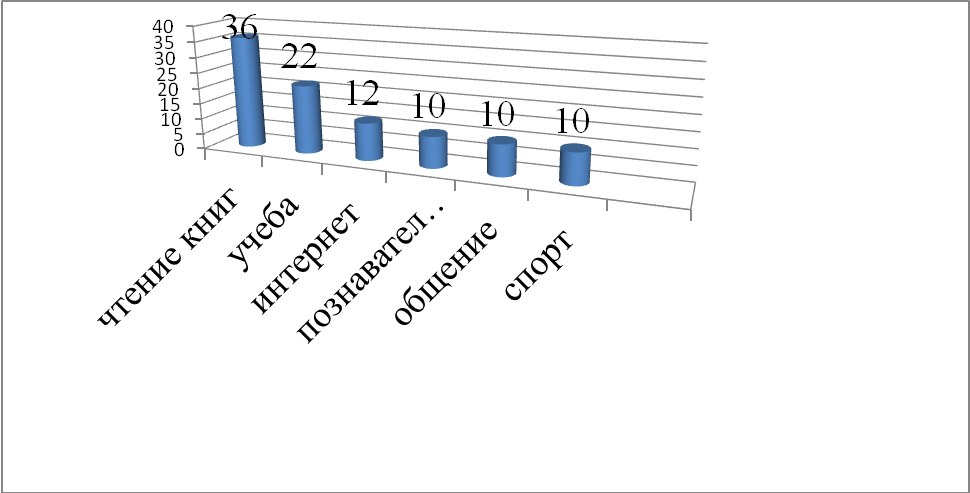 40
35
30
25
20
15
10
5
0
36
22
12
10
10
10
чтение книг
учеба
интернет
познавател…
общение
спорт